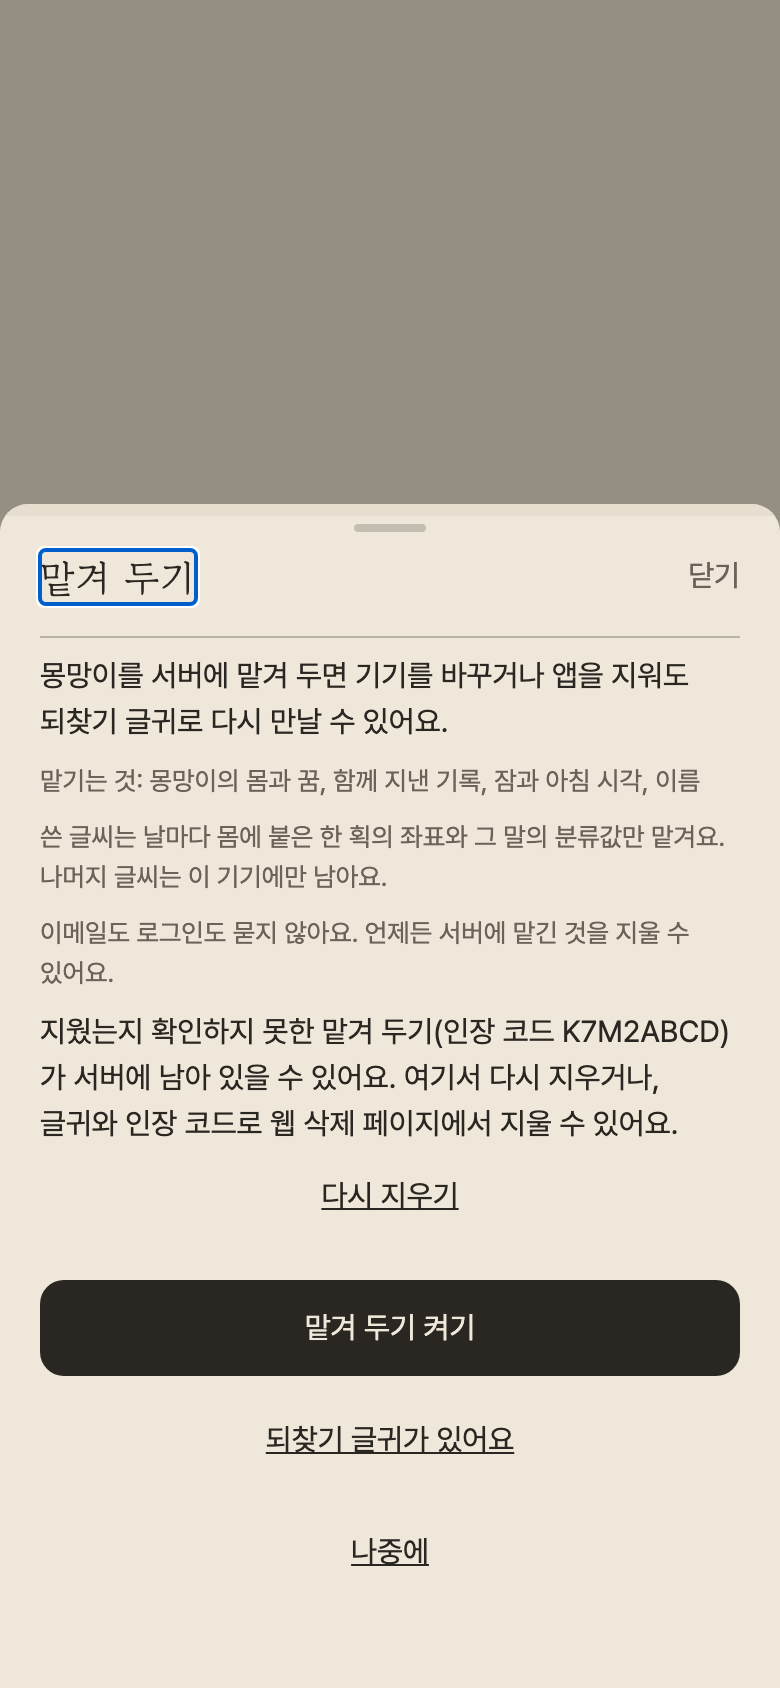 맡겨 두기
닫기
몽망이를 서버에 맡겨 두면 기기를 바꾸거나 앱을 지워도
되찾기 글귀로 다시 만날 수 있어요.
맡기는 것: 몽망이의 몸과 꿈, 함께 지낸 기록, 잠과 아침 시각, 이름
쓴 글씨는 날마다 몸에 붙은 한 획의 좌표와 그 말의 분류값만 맡겨요.
나머지 글씨는 이 기기에만 남아요.
이메일도 로그인도 묻지 않아요. 언제든 서버에 맡긴 것을 지울 수
있어요.
지웠는지 확인하지 못한 맡겨 두기(인장 코드 K7M2ABCD)
가 서버에 남아 있을 수 있어요. 여기서 다시 지우거나,
글귀와 인장 코드로 웹 삭제 페이지에서 지울 수 있어요.
다시 지우기
맡겨 두기 켜기
되찾기 글귀가 있어요
나중에